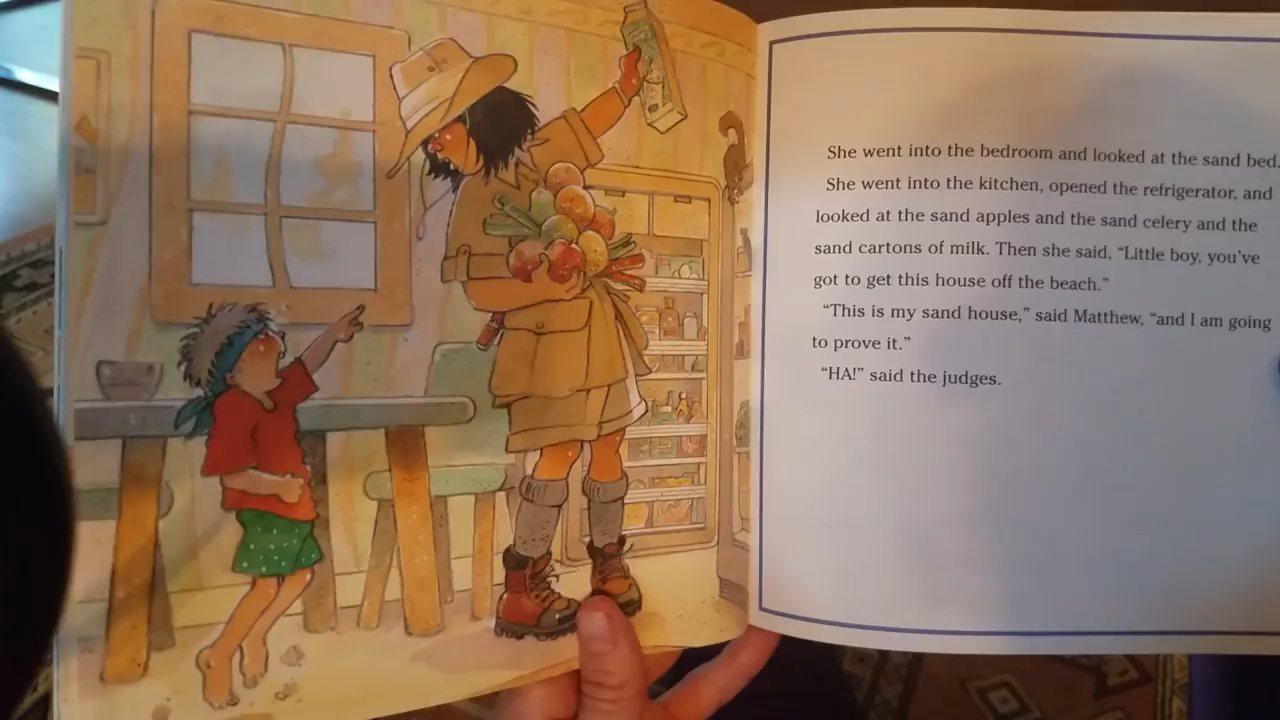 She went into the bedroom and looked at the sand bed.
She went into the kitchen, opened the refrigerator, and
looked at the sand apples and the sand celery and the
sand cartons of milk. Then she said, “Little boy, you’ve
got to get this house off the beach.”
“This is my sand house,” said Matthew, “and I am going
to prove it.”
“HA!” said the judges.